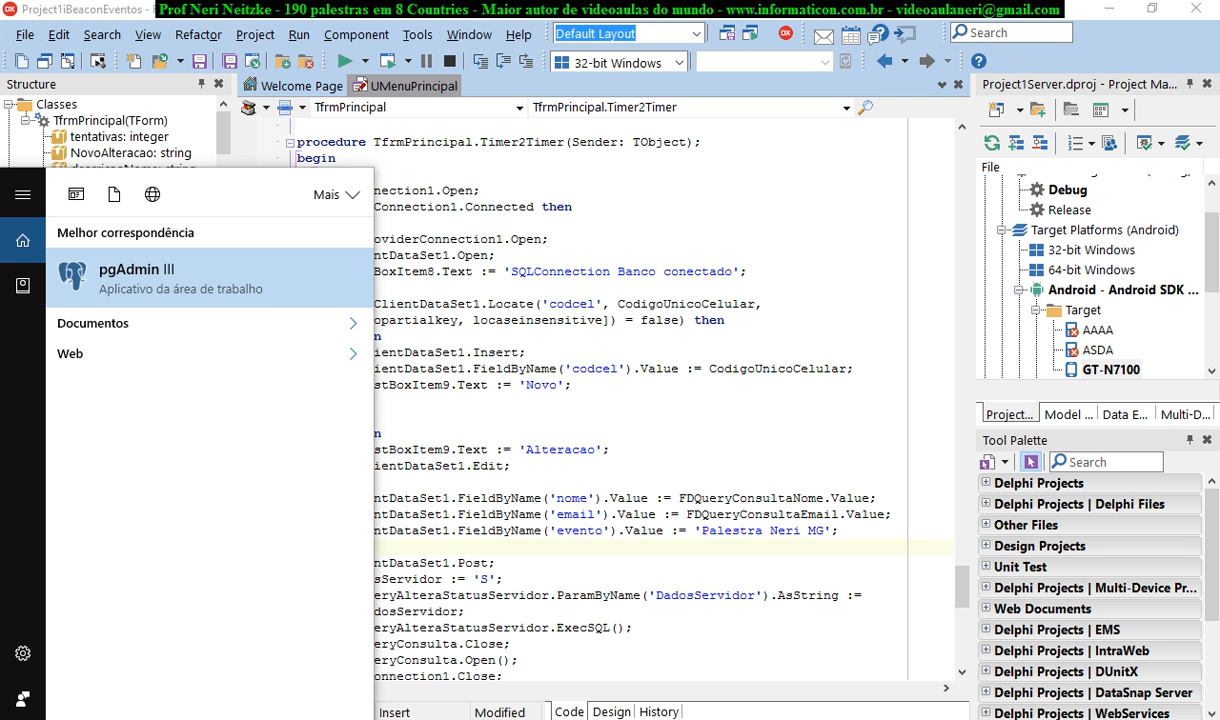 Project1iBeaconEventos -
Prof Neri Neitzke - 190 palestras em 8 Countries - Maior autor de videoaulas do mundo - www.informaticon.com.br - videoaulaneri@gmail.com
File Edit Search View Refactor Project Run Component Tools Window Help
Default Layout
Search
32-bit Windows
Structure
Welcome Page UMenuPrincipal
Project1Server.dproj - Project Ma...
Classes
TfrmPrincipal(TForm)
tentativas: integer
NovoAlteracao: string
TfrmPrincipal TfrmPrincipal.Timer2Timer
procedure TfrmPrincipal.Timer2Timer(Sender: TObject);
begin
nection1.Open;
Connection1.Connected then
oviderConnection1.Open;
ntDataSet1.Open;
BoxItem8.Text := 'SQLConnection Banco conectado';
ClientDataSet1.Locate('codcel', CodigoUnicoCelular,
opartialkey, locaseinsensitive]) = false) then
n
ientDataSet1.Insert;
ientDataSet1.FieldByName('codcel').Value := CodigoUnicoCelular;
stBoxItem9.Text := 'Novo';
n
stBoxItem9.Text := 'Alteracao';
ientDataSet1.Edit;
ntDataSet1.FieldByName('nome').Value := FDQueryConsultaNome.Value;
ntDataSet1.FieldByName('email').Value := FDQueryConsultaEmail.Value;
ntDataSet1.FieldByName('evento').Value := 'Palestra Neri MG';
ntDataSet1.Post;
sServidor := 'S';
eryAlteraStatusServidor.ParamByName('DadosServidor').AsString :=
dosServidor;
eryAlteraStatusServidor.ExecSQL();
eryConsulta.Close;
eryConsulta.Open();
onnection1.Close;
Insert Modified Code Design History
Mais
Melhor correspondência
pgAdmin III
Aplicativo da área de trabalho
Documentos
Web
File
Debug
Release
Target Platforms (Android)
32-bit Windows
64-bit Windows
Android - Android SDK ...
Target
AAAA
ASDA
GT-N7100
Project... Model ... Data E... Multi-D...
Tool Palette
Search
Delphi Projects
Delphi Projects | Delphi Files
Other Files
Design Projects
Unit Test
Delphi Projects | Multi-Device Pr...
Web Documents
Delphi Projects | EMS
Delphi Projects | IntraWeb
Delphi Projects | DUnitX
Delphi Projects | DataSnap Server
Delphi Projects | WebServices